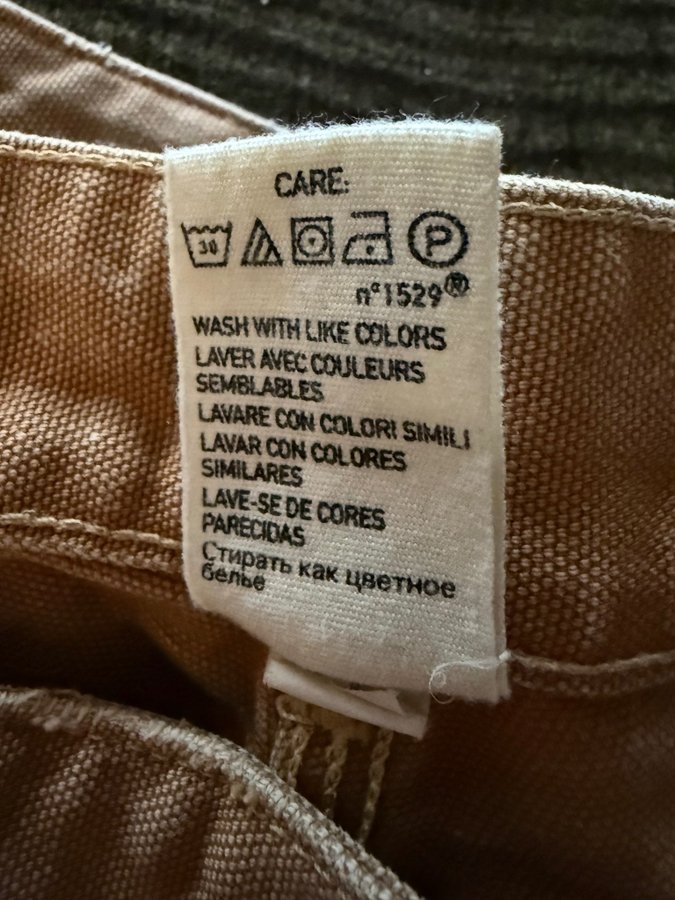 CARE:
30 P
n°1529®
WASH WITH LIKE COLORS
LAVER AVEC COULEURS
SEMBLABLES
LAVARE CON COLORI SIMILI
LAVAR CON COLORES
SIMILARES
LAVE-SE DE CORES
PARECIDAS
Стирать как цветное
белье